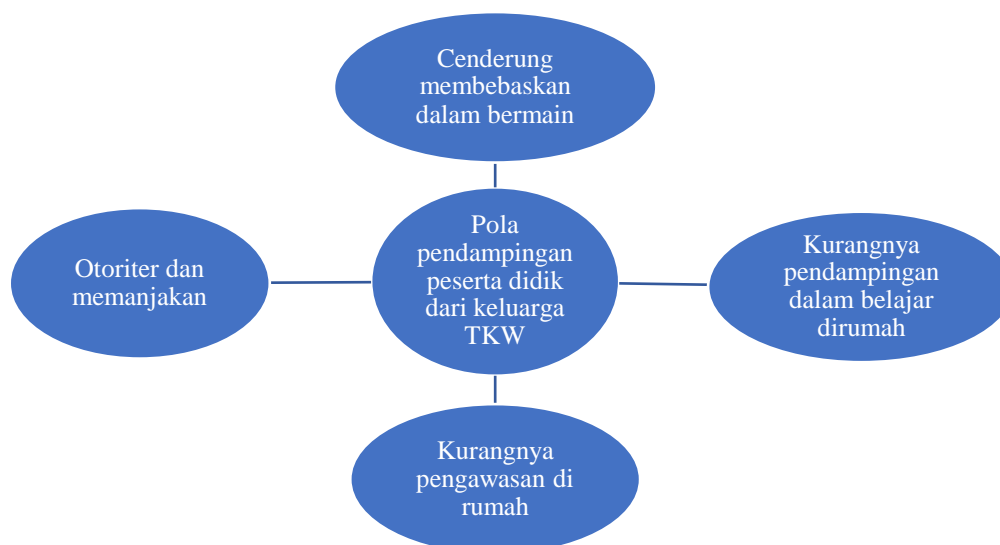 Cenderung
membebaskan
dalam bermain
Otoriter dan
memanjakan
Pola
pendampingan
peserta didik
dari keluarga
TKW
Kurangnya
pendampingan
dalam belajar
dirumah
Kurangnya
pengawasan di
rumah